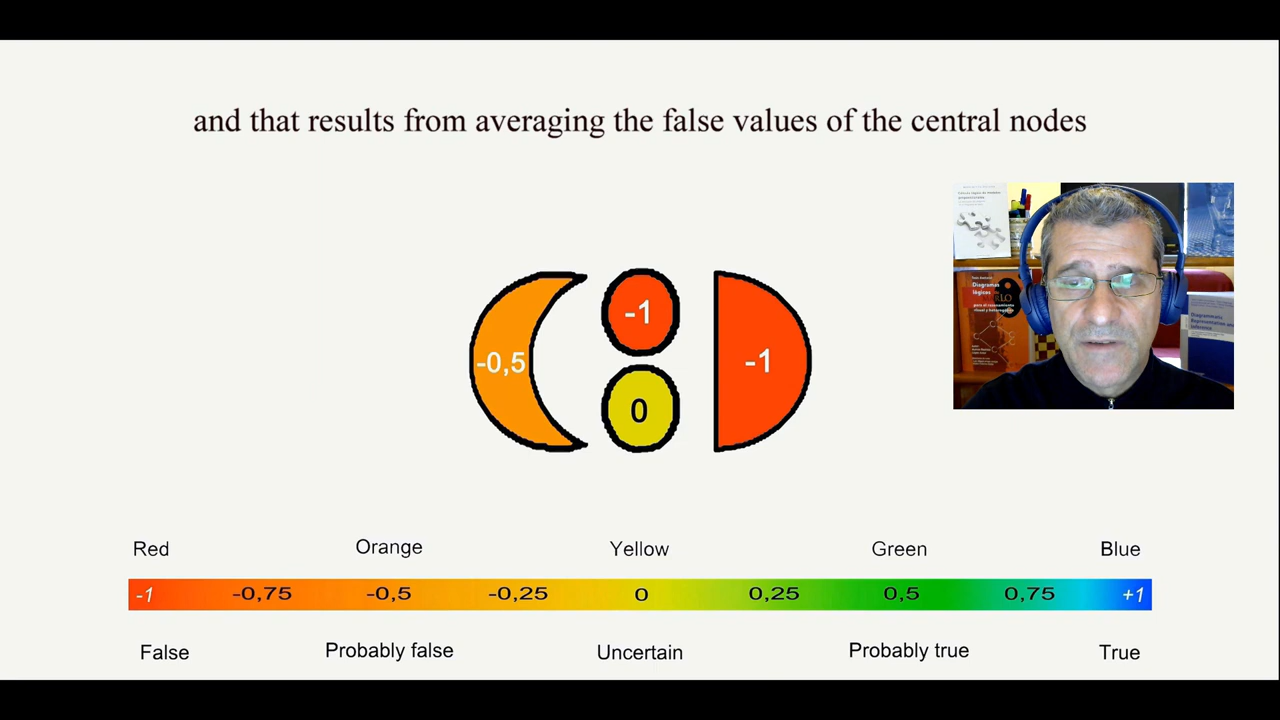 and that results from averaging the false values of the central nodes
Diagramas
lógicos
-1
-0,5
-1
0
Red Orange Yellow Green Blue
-1 -0,75 -0,5 -0,25 0 0,25 0,5 0,75 +1
False Probably false Uncertain Probably true True